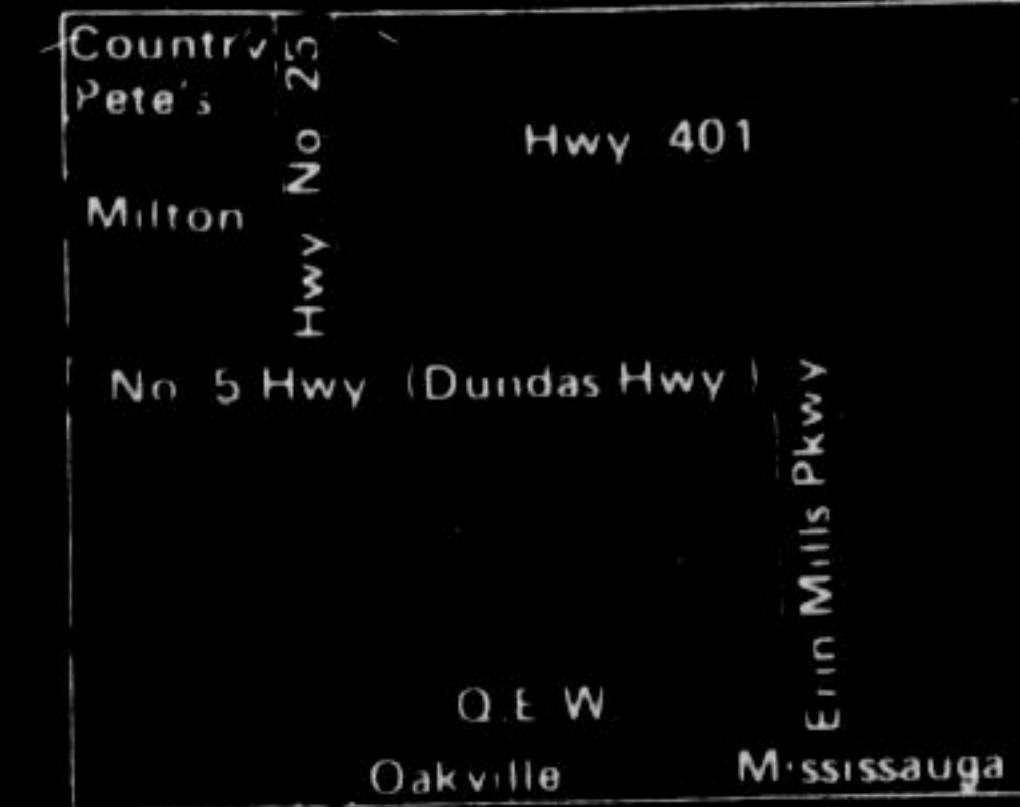 Country
Pete's
Hwy No 25
Hwy 401
Milton
No 5 Hwy (Dundas Hwy)
Erin Mills Pkwy
Q.E.W.
Oakville
Mississauga